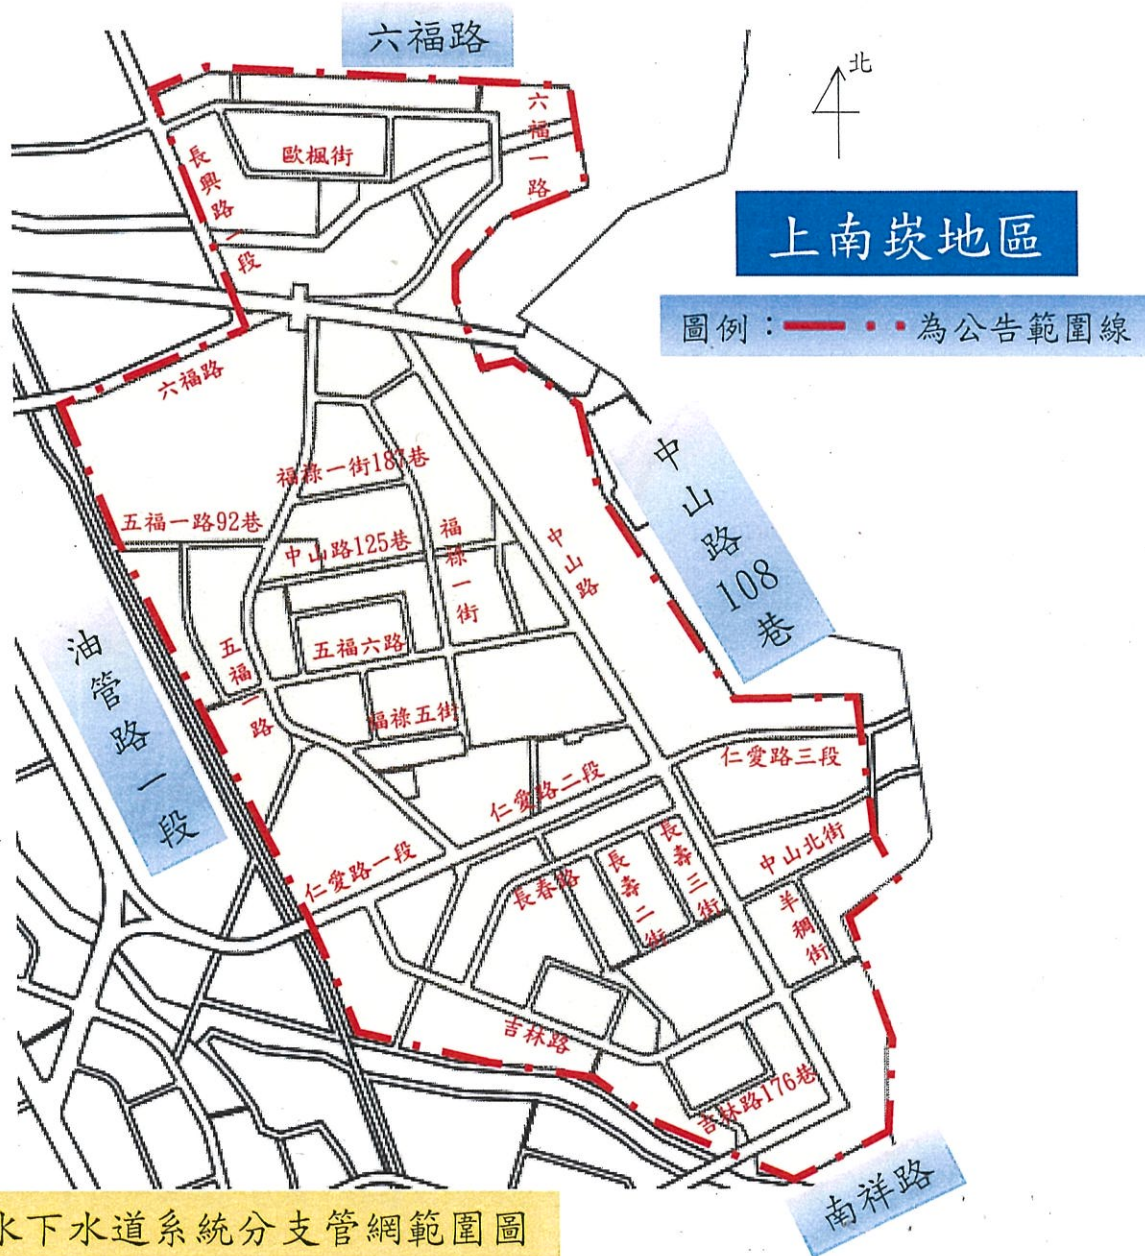 六福路
北
六福一路
長興路一段
歐楓街
上南崁地區
圖例：為公告範圍線
六福路
中山路108巷
福祿一街187巷
五福一路92巷
中山路125巷
福祿一街
中山路
五福一路
五福六路
油管路一段
福祿五街
仁愛路三段
仁愛路二段
仁愛路一段
長春路
長壽二街
長壽三街
中山北街
羊稠街
吉林路
吉林路176巷
南祥路
水下水道系統分支管網範圍圖